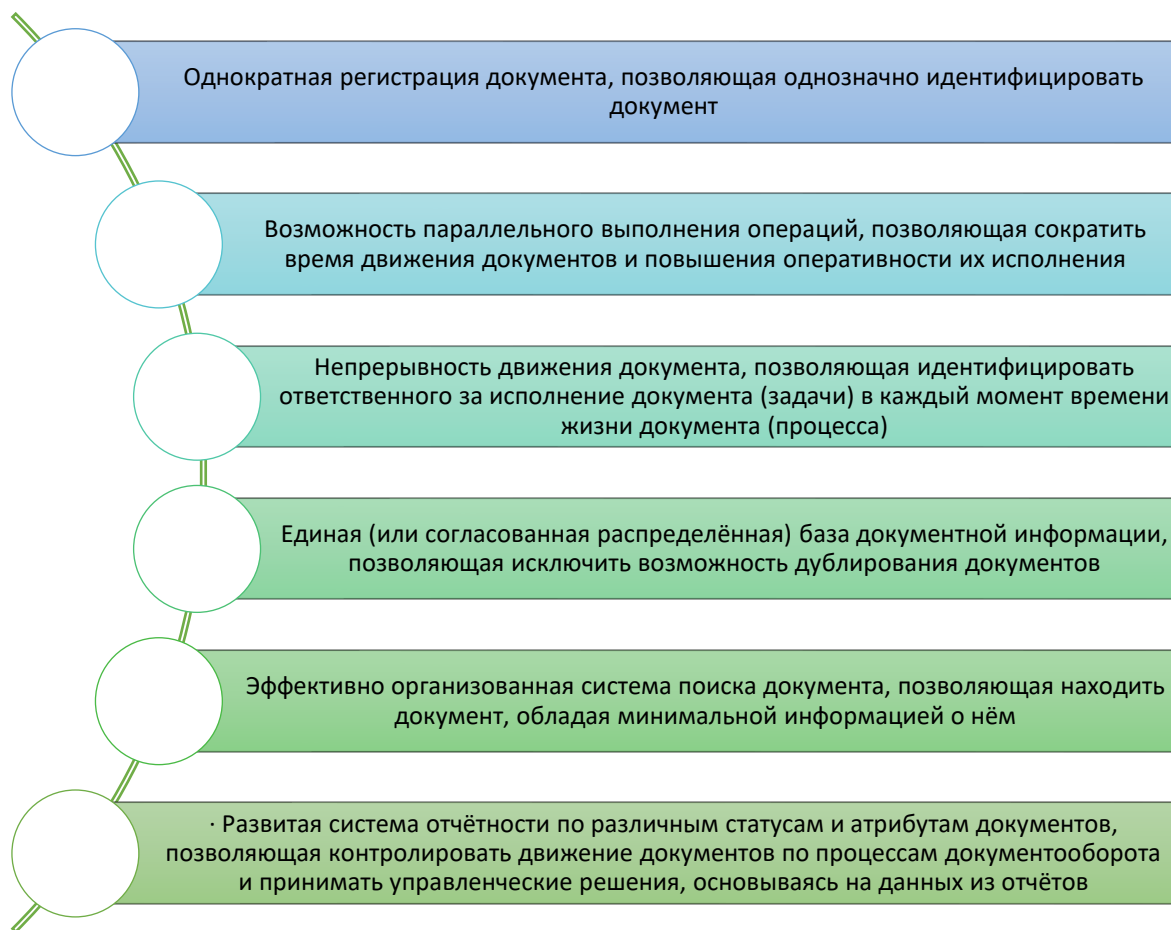 Однократная регистрация документа, позволяющая однозначно идентифицировать
документ
Возможность параллельного выполнения операций, позволяющая сократить
время движения документов и повышения оперативности их исполнения
Непрерывность движения документа, позволяющая идентифицировать
ответственного за исполнение документа (задачи) в каждый момент времени
жизни документа (процесса)
Единая (или согласованная распределённая) база документной информации,
позволяющая исключить возможность дублирования документов
Эффективно организованная система поиска документа, позволяющая находить
документ, обладая минимальной информацией о нём
· Развитая система отчётности по различным статусам и атрибутам документов,
позволяющая контролировать движение документов по процессам документооборота
и принимать управленческие решения, основываясь на данных из отчётов